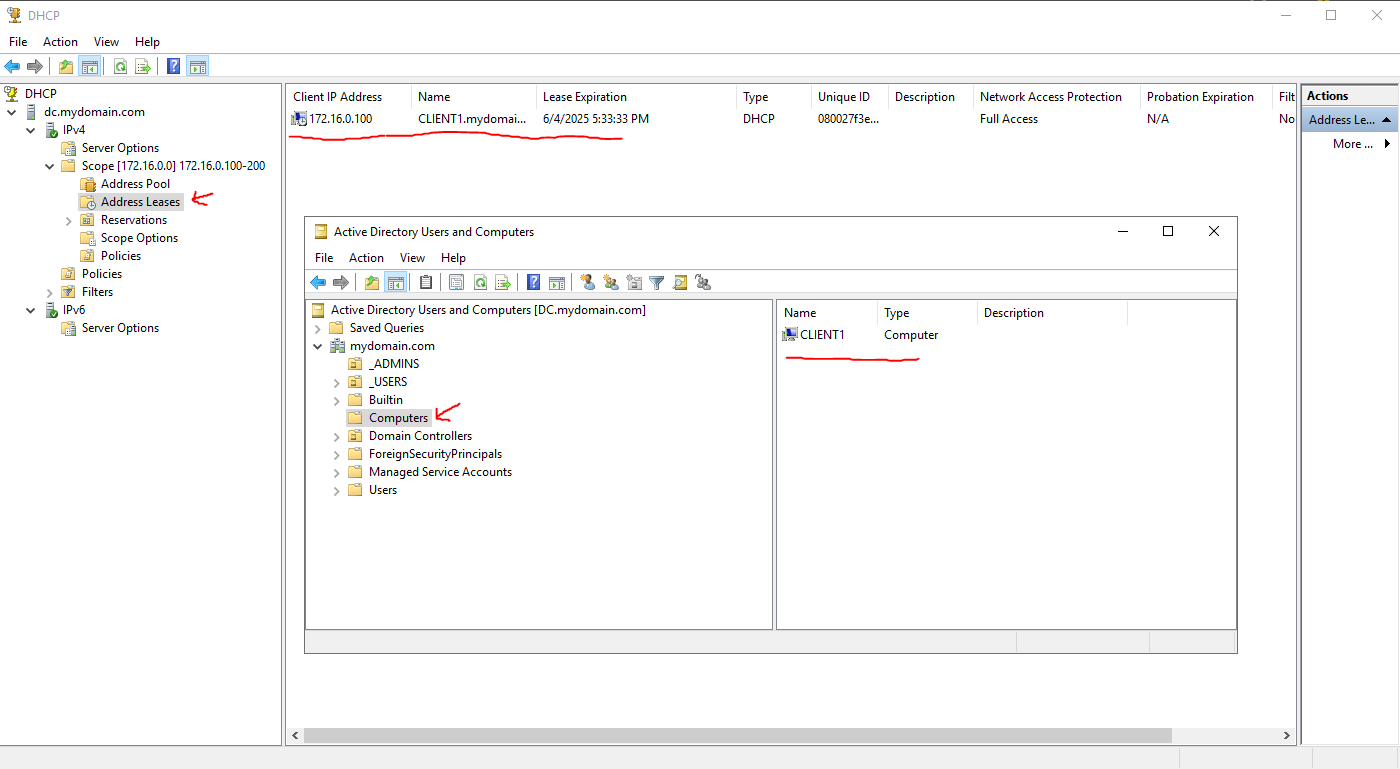 DHCP
File Action View Help
DHCP
dc.mydomain.com
IPv4
Server Options
Scope [172.16.0.0] 172.16.0.100-200
Address Pool
Address Leases
Reservations
Scope Options
Policies
Policies
Filters
IPv6
Server Options
Client IP Address Name Lease Expiration Type Unique ID Description Network Access Protection Probation Expiration Filt
172.16.0.100 CLIENT1.mydomai... 6/4/2025 5:33:33 PM DHCP 080027f3e... Full Access N/A No
Actions
Address Le...
More ...
Active Directory Users and Computers
File Action View Help
Active Directory Users and Computers [DC.mydomain.com]
Saved Queries
mydomain.com
_ADMINS
_USERS
Builtin
Computers
Domain Controllers
ForeignSecurityPrincipals
Managed Service Accounts
Users
Name Type Description
CLIENT1 Computer